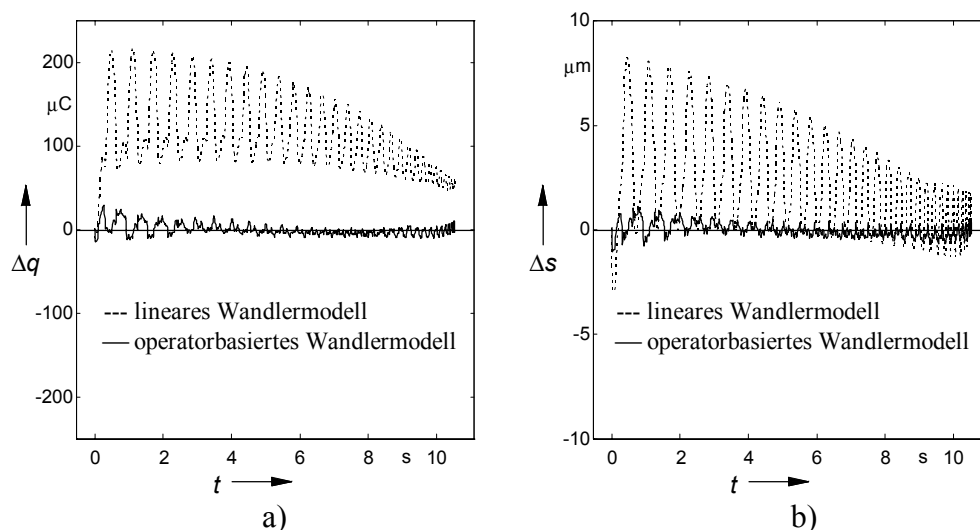 200
μC
100
0
Δq
-100
-200
--- lineares Wandlermodell
— operatorbasiertes Wandlermodell
0 2 4 6 8 s 10
t
a)
10
μm
5
0
Δs
-5
-10
--- lineares Wandlermodell
— operatorbasiertes Wandlermodell
0 2 4 6 8 s 10
t
b)